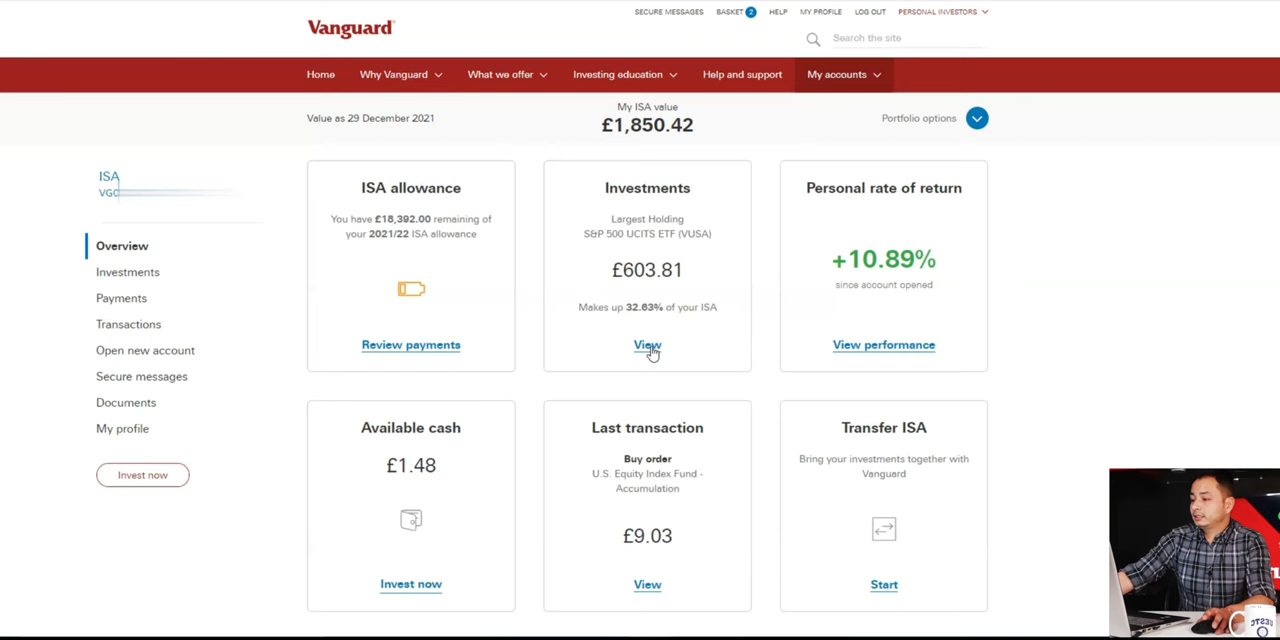 SECURE MESSAGES BASKET 2 HELP MY PROFILE LOG OUT PERSONAL INVESTORS
Vanguard
Search the site
Home Why Vanguard What we offer Investing education Help and support My accounts
Value as 29 December 2021
My ISA value
£1,850.42
Portfolio options
ISA
VGC
Overview
Investments
Payments
Transactions
Open new account
Secure messages
Documents
My profile
Invest now
ISA allowance
You have £18,392.00 remaining of
your 2021/22 ISA allowance
Review payments
Investments
Largest Holding
S&P 500 UCITS ETF (VUSA)
£603.81
Makes up 32.63% of your ISA
View
Personal rate of return
+10.89%
since account opened
View performance
Available cash
£1.48
Invest now
Last transaction
Buy order
U.S. Equity Index Fund -
Accumulation
£9.03
View
Transfer ISA
Bring your investments together with
Vanguard
Start